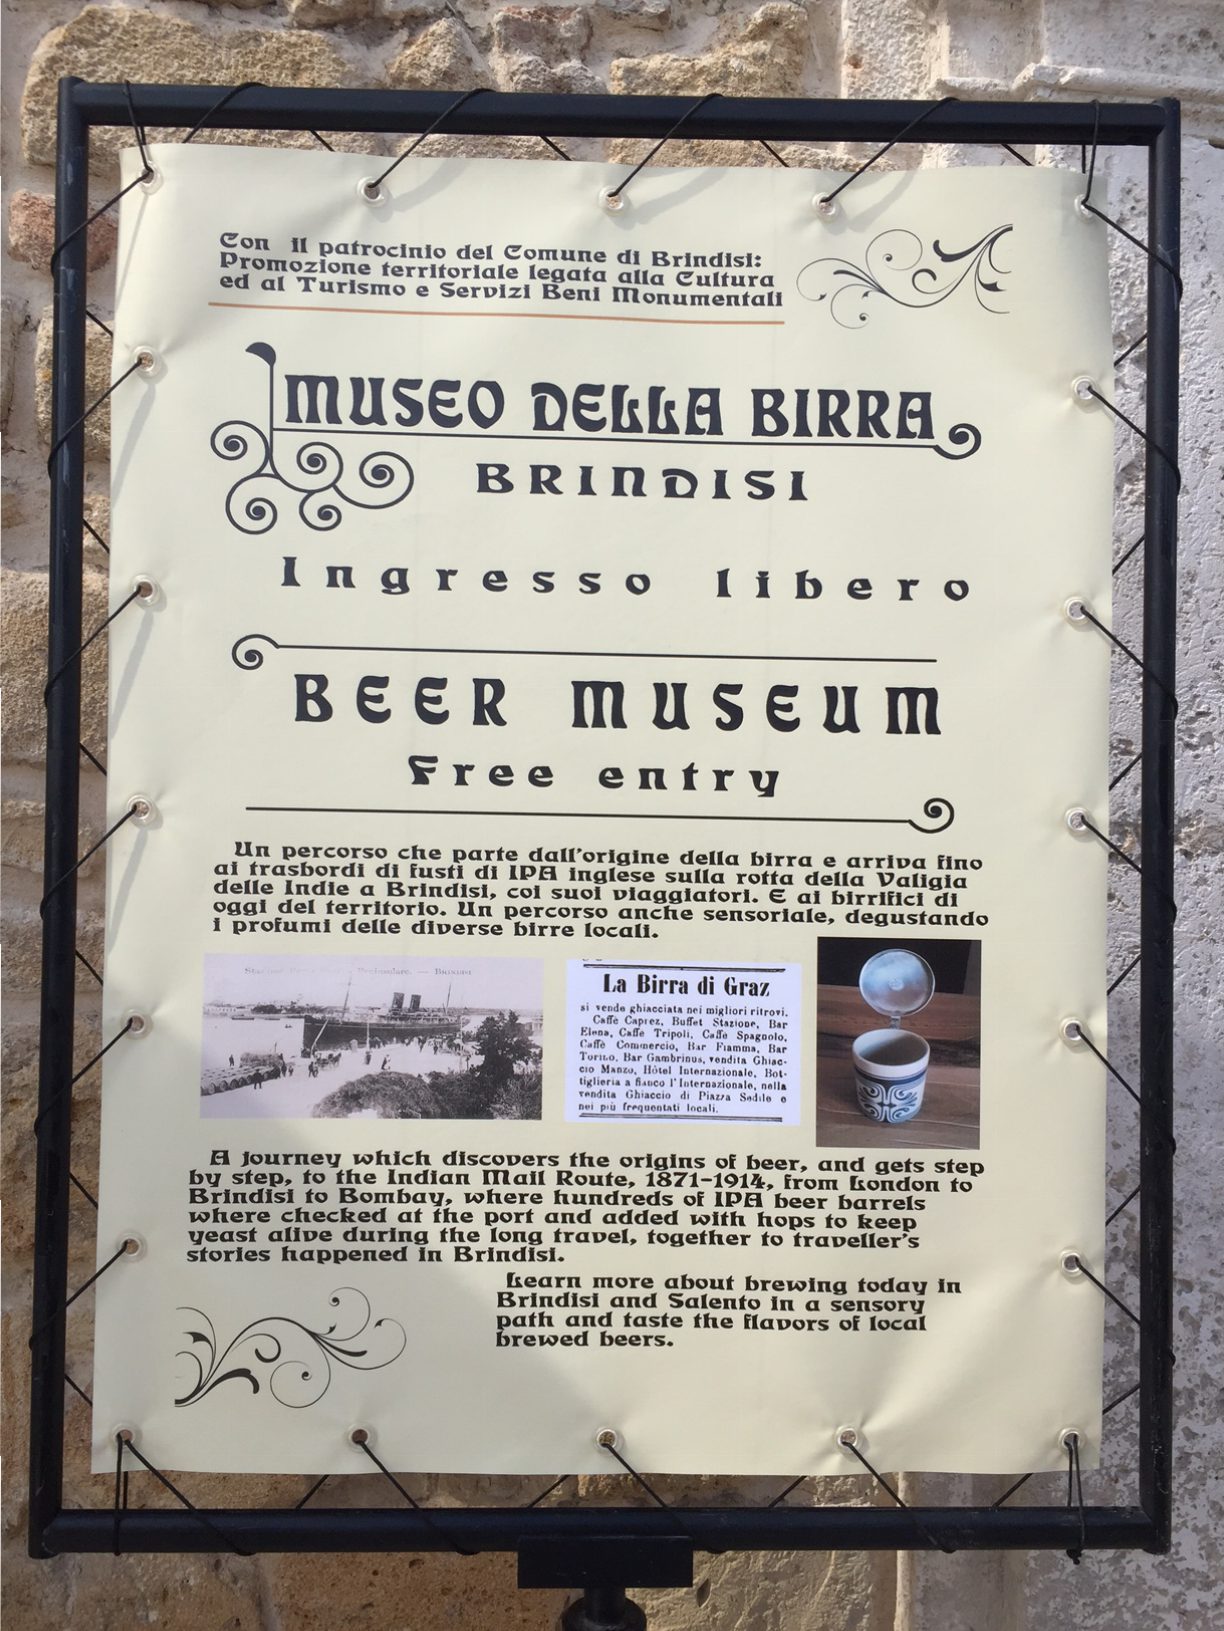 Con il patrocinio del Comune di Brindisi:
Promozione territoriale legata alla Cultura
ed al Turismo e Servizi Beni Monumentali
MUSEO DELLA BIRRA
BRINDISI
Ingresso libero
BEER MUSEUM
Free entry
Un percorso che parte dall'origine della birra e arriva fino
ai trasbordi di fusti di IPA inglese sulla rotta della Valigia
delle Indie a Brindisi, coi suoi viaggiatori. E ai birrifici di
oggi del territorio. Un percorso anche sensoriale, degustando
i profumi delle diverse birre locali.
BRINDISI
La Birra di Graz
si vende ghiacciata nei migliori ritrovi.
Caffè Caprez, Buffet Stazione, Bar
Elena, Caffè Tripoli, Caffè Spagnolo,
Caffè Commercio, Bar Fiamma, Bar
Torino, Bar Gambrinus, vendita Ghiac-
cio Manzo, Hôtel Internazionale, Bot-
tiglieria a fianco l'Internazionale, nella
vendita Ghiaccio di Piazza Sedile e
nei più frequentati locali.
A journey which discovers the origins of beer, and gets step
by step, to the Indian Mail Route, 1871-1914, from London to
Brindisi to Bombay, where hundreds of IPA beer barrels
where checked at the port and added with hops to keep
yeast alive during the long travel, together to traveller's
stories happened in Brindisi.
Learn more about brewing today in
Brindisi and Salento in a sensory
path and taste the flavors of local
brewed beers.